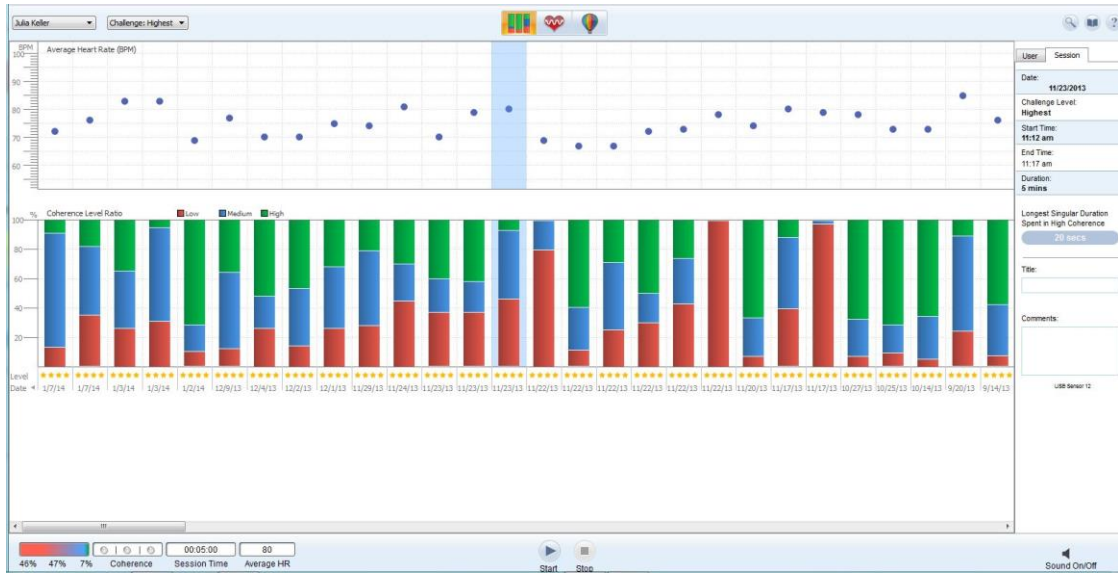 Julia Keller
Challenge: Highest
BPM
Average Heart Rate (BPM)
100
90
80
70
60
% Coherence Level Ratio Low Medium High
100
80
60
40
20
Level
Date 1/7/14 1/7/14 1/3/14 1/3/14 1/2/14 12/9/13 12/4/13 12/2/13 12/1/13 11/29/13 11/24/13 11/23/13 11/23/13 11/23/13 11/22/13 11/22/13 11/22/13 11/22/13 11/22/13 11/22/13 11/20/13 11/17/13 11/17/13 10/27/13 10/25/13 10/14/13 9/20/13 9/14/13
User Session
Date:
11/23/2013
Challenge Level:
Highest
Start Time:
11:12 am
End Time:
11:17 am
Duration:
5 mins
Longest Singular Duration
Spent in High Coherence
20 secs
Title:
Comments:
USB Sensor 12
46% 47% 7%
Coherence
00:05:00
Session Time
80
Average HR
Start
Stop
Sound On/Off